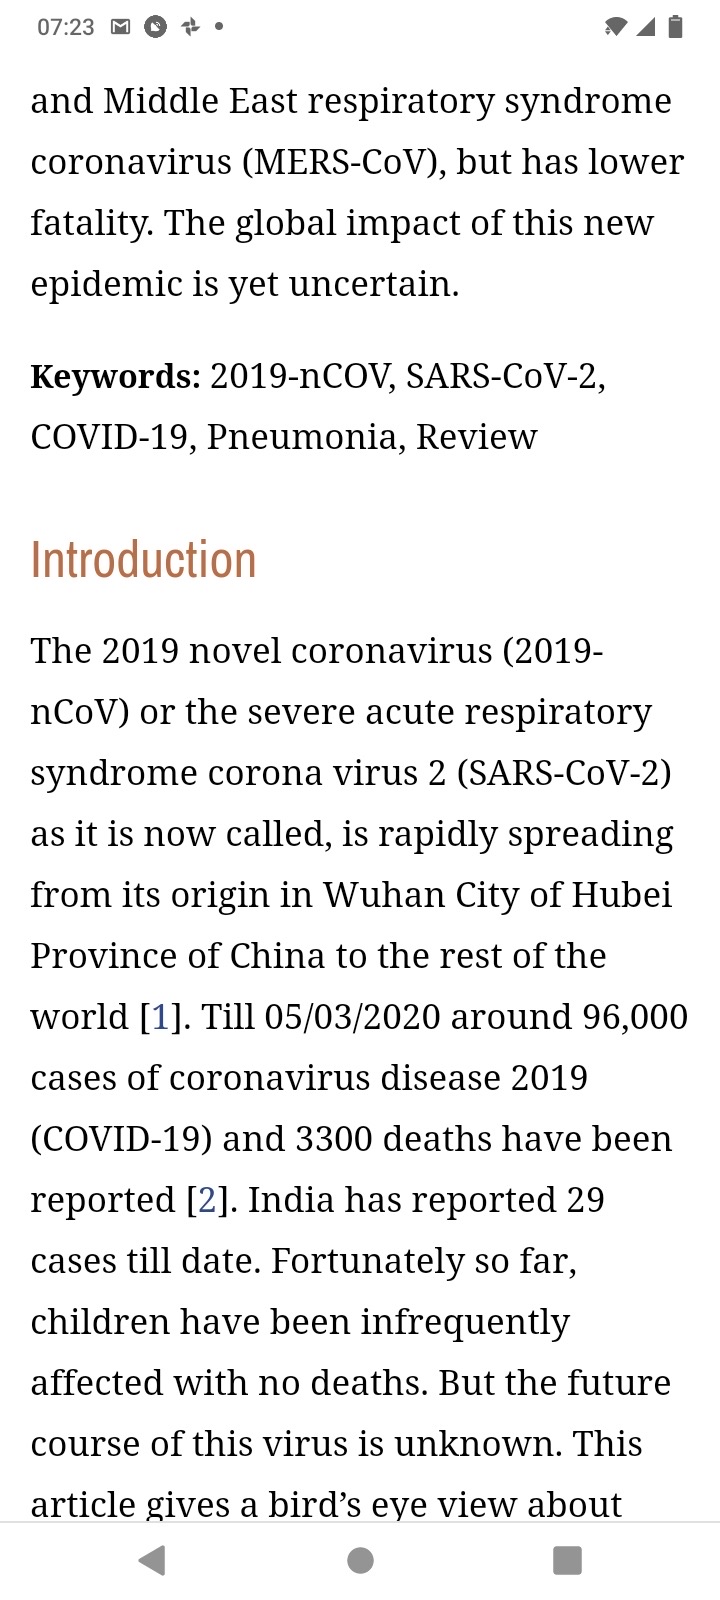 07:23
and Middle East respiratory syndrome
coronavirus (MERS-CoV), but has lower
fatality. The global impact of this new
epidemic is yet uncertain.
Keywords: 2019-nCOV, SARS-CoV-2,
COVID-19, Pneumonia, Review
Introduction
The 2019 novel coronavirus (2019-
nCoV) or the severe acute respiratory
syndrome corona virus 2 (SARS-CoV-2)
as it is now called, is rapidly spreading
from its origin in Wuhan City of Hubei
Province of China to the rest of the
world [1]. Till 05/03/2020 around 96,000
cases of coronavirus disease 2019
(COVID-19) and 3300 deaths have been
reported [2]. India has reported 29
cases till date. Fortunately so far,
children have been infrequently
affected with no deaths. But the future
course of this virus is unknown. This
article gives a bird’s eye view about